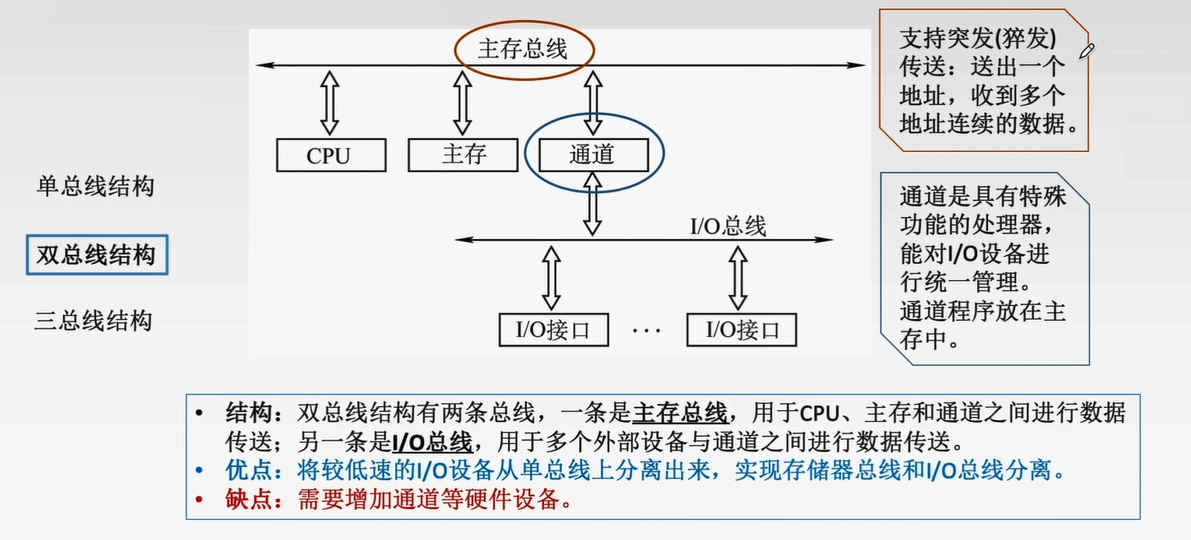 主存总线
CPU
主存
通道
I/O总线
I/O接口
···
I/O接口
单总线结构
双总线结构
三总线结构
支持突发(猝发)
传送：送出一个
地址，收到多个
地址连续的数据。
通道是具有特殊
功能的处理器，
能对I/O设备进
行统一管理。
通道程序放在主
存中。
• 结构：双总线结构有两条总线，一条是主存总线，用于CPU、主存和通道之间进行数据
传送；另一条是I/O总线，用于多个外部设备与通道之间进行数据传送。
• 优点：将较低速的I/O设备从单总线上分离出来，实现存储器总线和I/O总线分离。
• 缺点：需要增加通道等硬件设备。